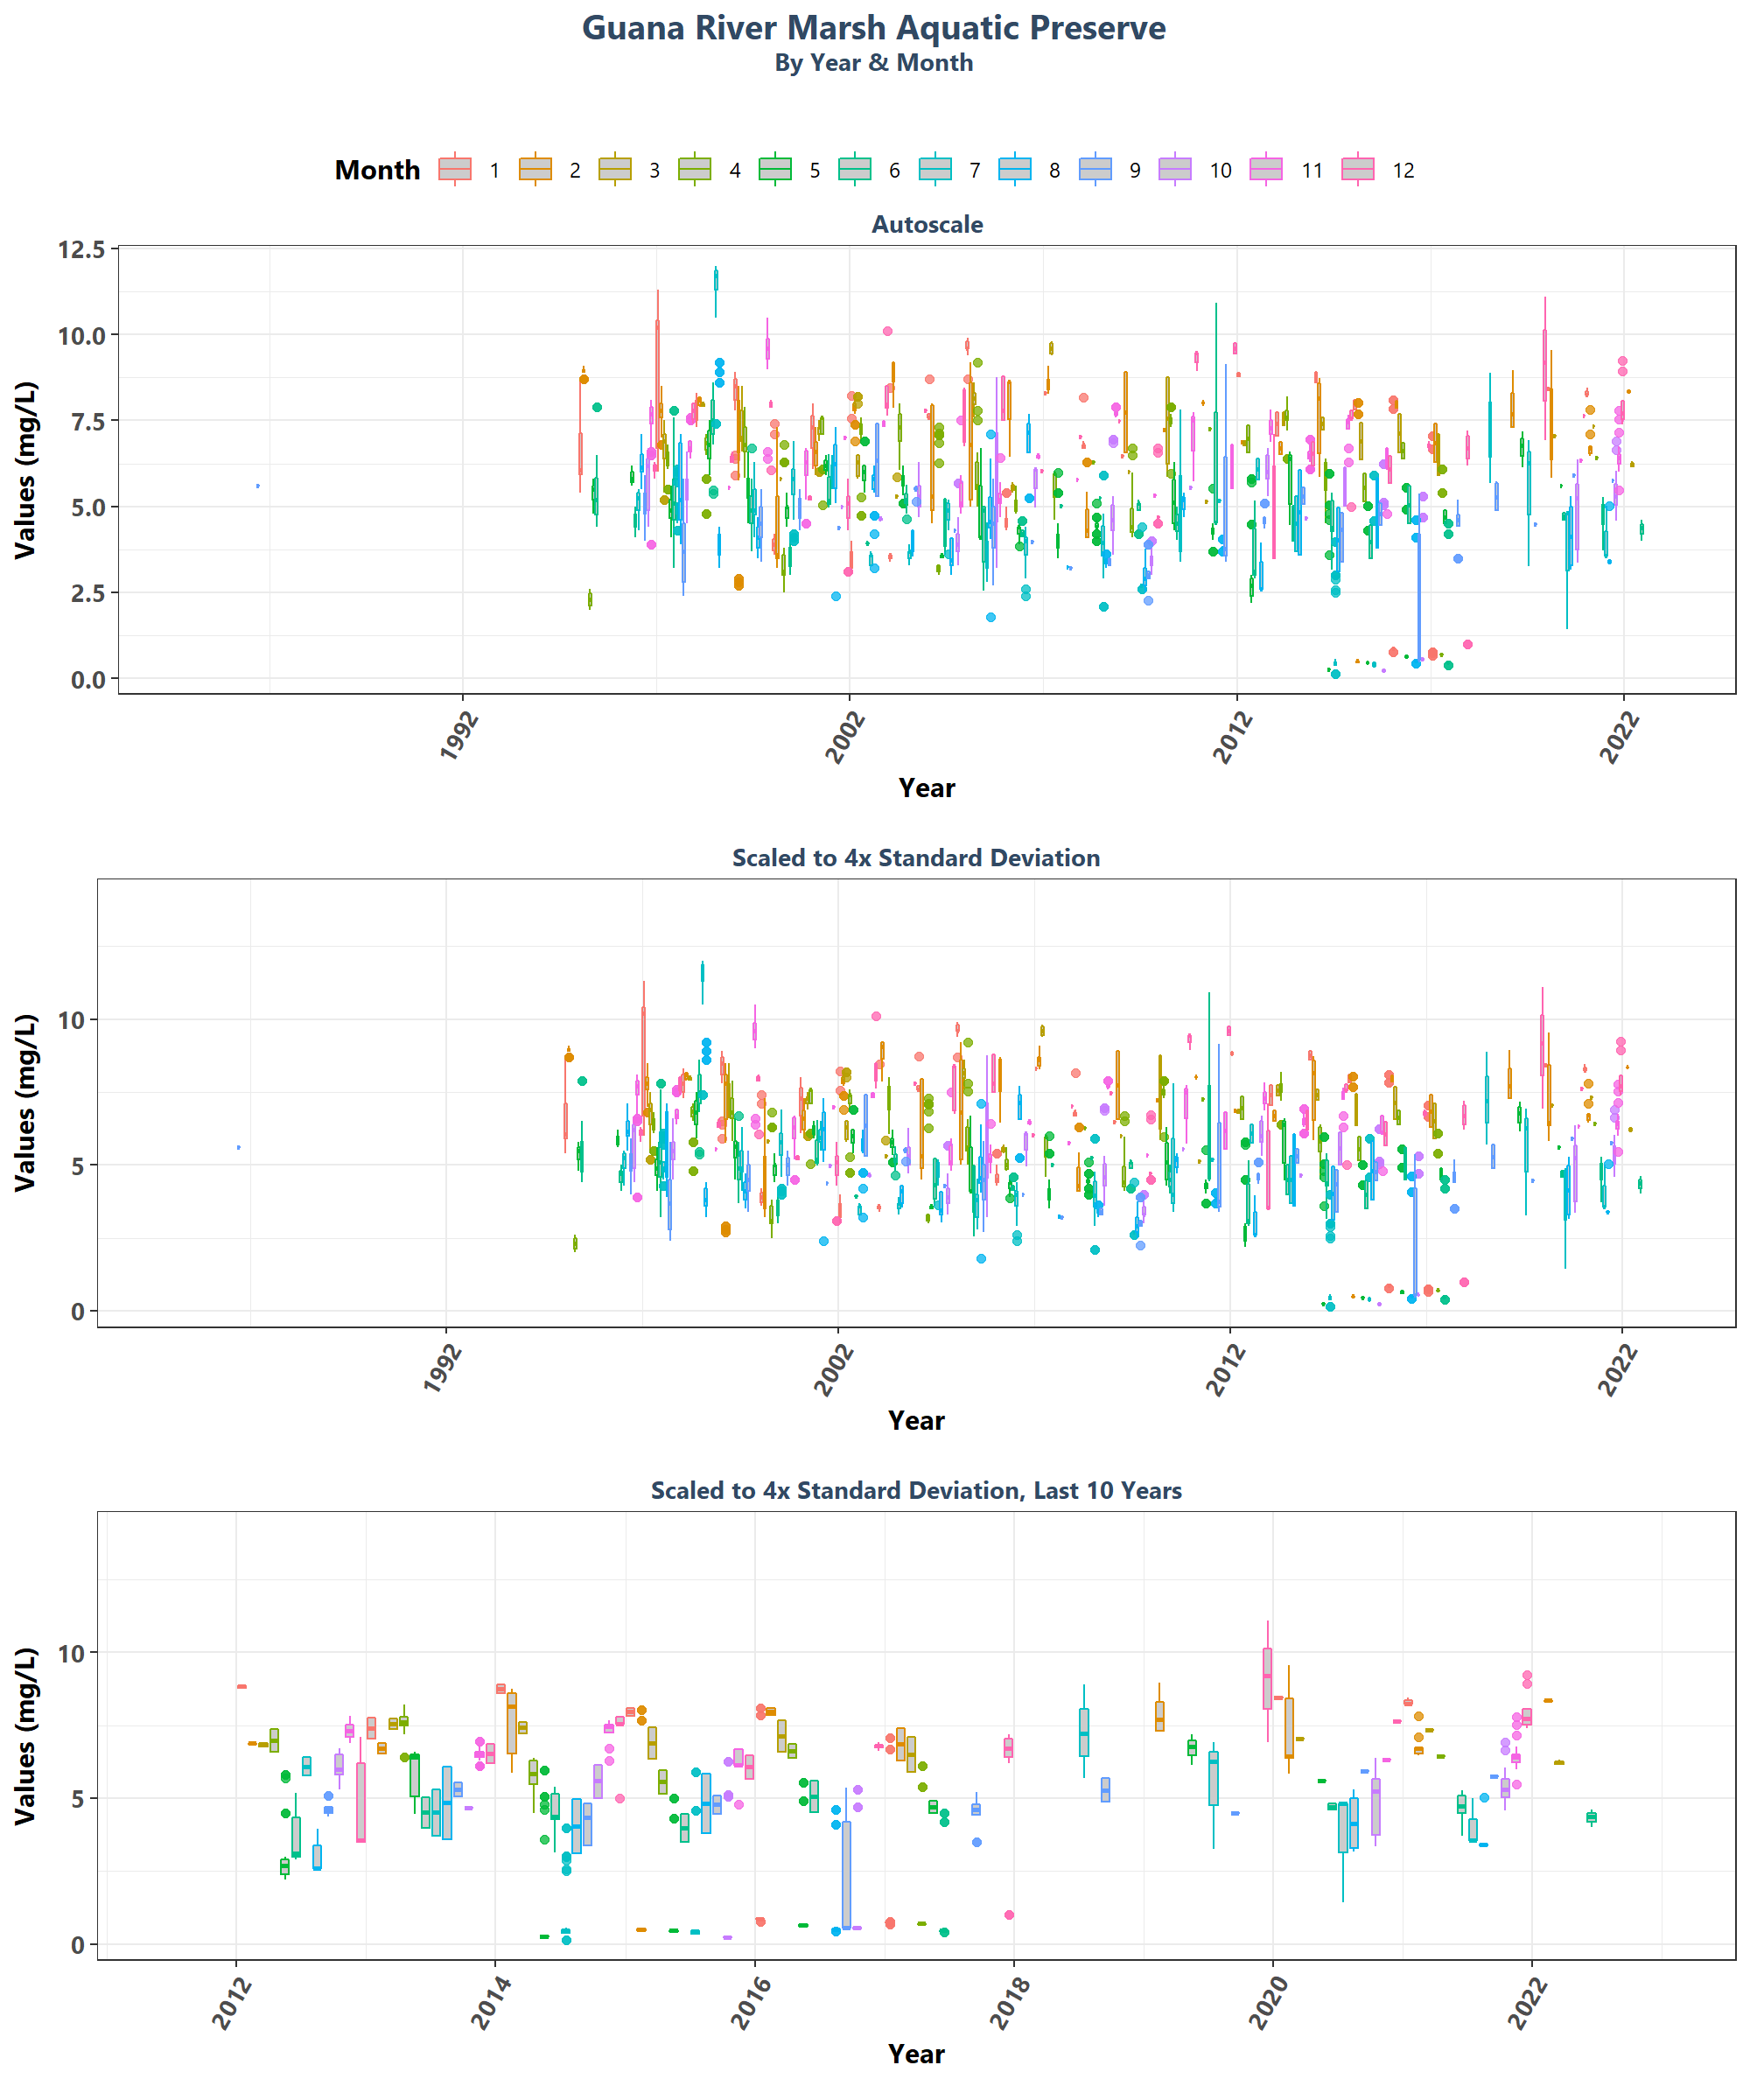 Guana River Marsh Aquatic Preserve
By Year & Month
Month 1 2 3 4 5 6 7 8 9 10 11 12
Autoscale
Values (mg/L)
12.5
10.0
7.5
5.0
2.5
0.0
1992 2002 2012 2022
Year
Scaled to 4x Standard Deviation
Values (mg/L)
10
5
0
1992 2002 2012 2022
Year
Scaled to 4x Standard Deviation, Last 10 Years
Values (mg/L)
10
5
0
2012 2014 2016 2018 2020 2022
Year